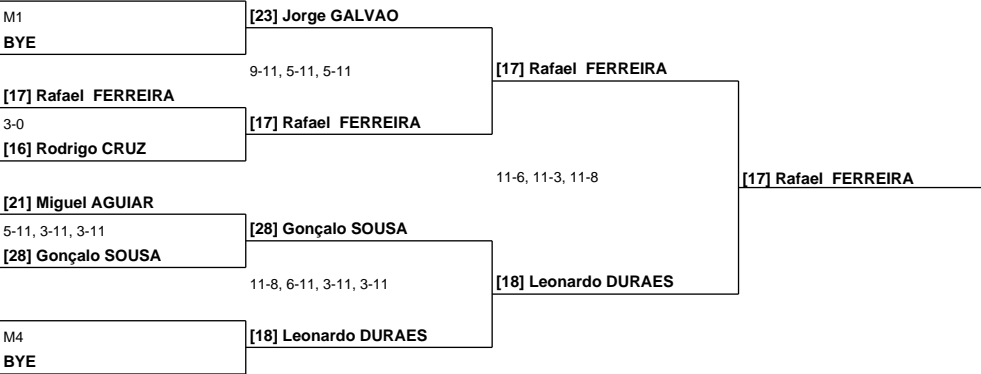 M1
BYE
[17] Rafael  FERREIRA
3-0
[16] Rodrigo CRUZ
[21] Miguel AGUIAR
5-11, 3-11, 3-11
[28] Gonçalo SOUSA
M4
BYE
[23] Jorge GALVAO
9-11, 5-11, 5-11
[17] Rafael  FERREIRA
[28] Gonçalo SOUSA
11-8, 6-11, 3-11, 3-11
[18] Leonardo DURAES
[17] Rafael  FERREIRA
11-6, 11-3, 11-8
[18] Leonardo DURAES
[17] Rafael  FERREIRA